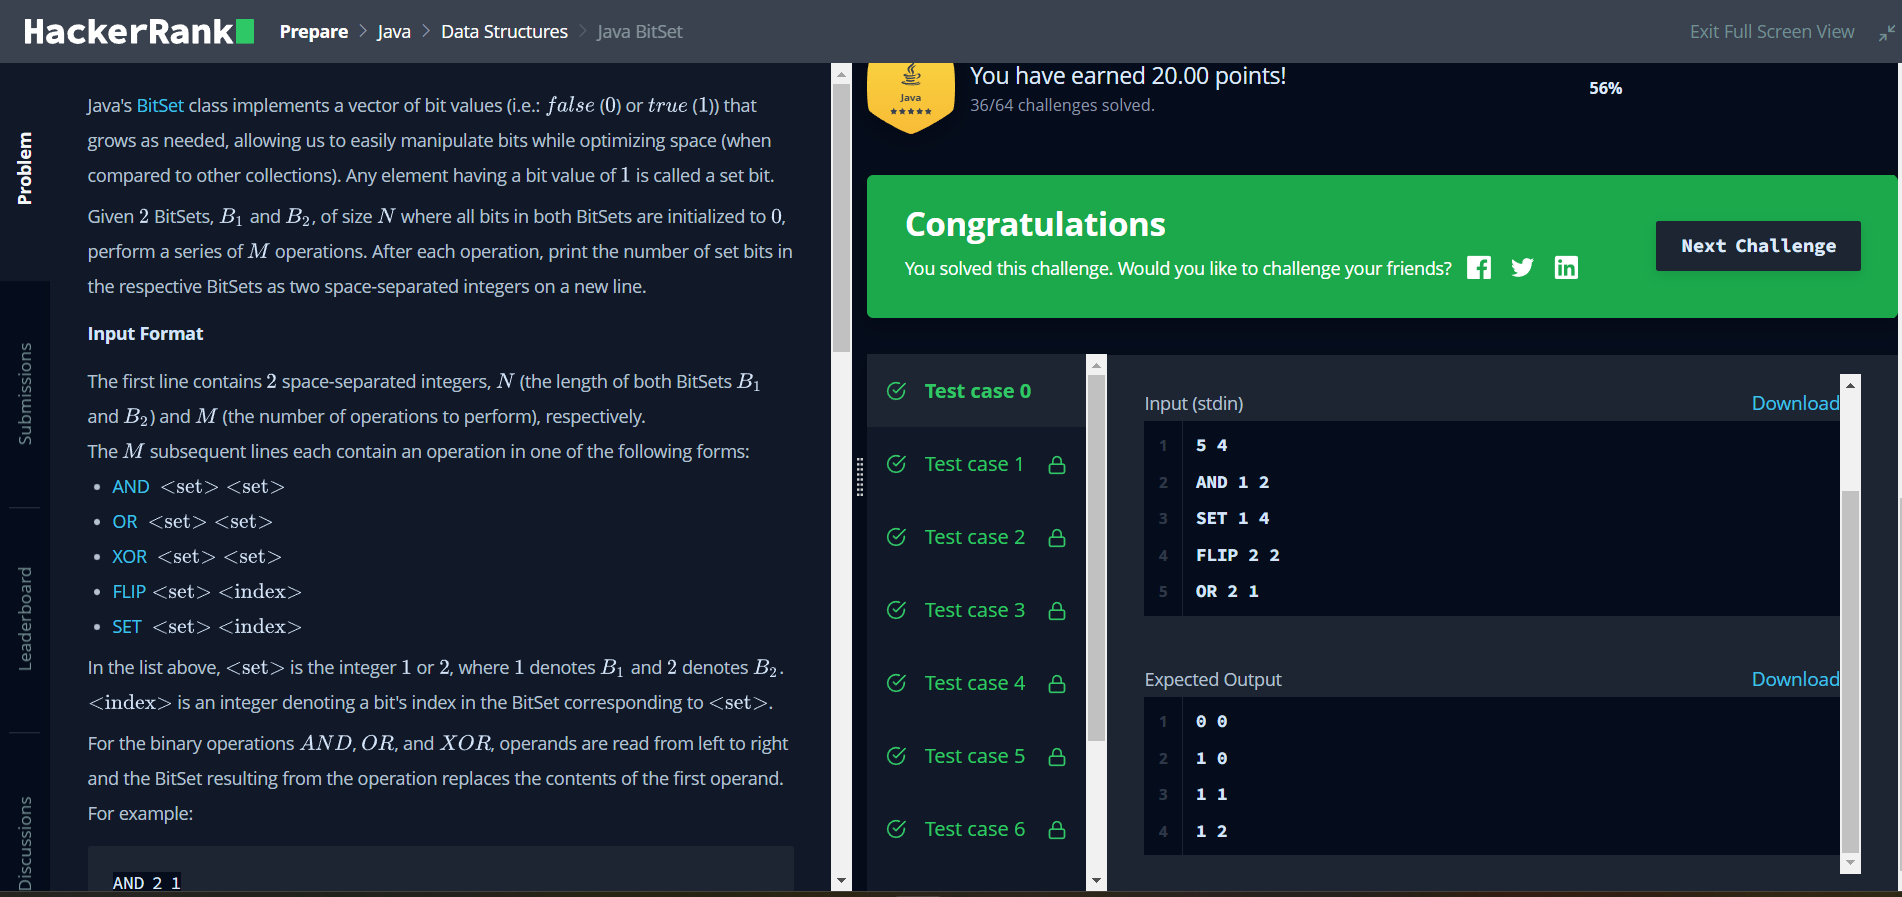 HackerRank
Prepare > Java > Data Structures > Java BitSet
Exit Full Screen View
Problem
Submissions
Leaderboard
Discussions
Java's BitSet class implements a vector of bit values (i.e.: false (0) or true (1)) that
grows as needed, allowing us to easily manipulate bits while optimizing space (when
compared to other collections). Any element having a bit value of 1 is called a set bit.
Given 2 BitSets, B₁ and B₂, of size N where all bits in both BitSets are initialized to 0,
perform a series of M operations. After each operation, print the number of set bits in
the respective BitSets as two space-separated integers on a new line.
Input Format
The first line contains 2 space-separated integers, N (the length of both BitSets B₁
and B₂) and M (the number of operations to perform), respectively.
The M subsequent lines each contain an operation in one of the following forms:
• AND <set> <set>
• OR <set> <set>
• XOR <set> <set>
• FLIP <set> <index>
• SET <set> <index>
In the list above, <set> is the integer 1 or 2, where 1 denotes B₁ and 2 denotes B₂.
<index> is an integer denoting a bit's index in the BitSet corresponding to <set>.
For the binary operations AND, OR, and XOR, operands are read from left to right
and the BitSet resulting from the operation replaces the contents of the first operand.
For example:
AND 2 1
Java
You have earned 20.00 points!
36/64 challenges solved.
56%
Congratulations
You solved this challenge. Would you like to challenge your friends?
Next Challenge
Test case 0
Test case 1
Test case 2
Test case 3
Test case 4
Test case 5
Test case 6
Input (stdin)
Download
1 5 4
2 AND 1 2
3 SET 1 4
4 FLIP 2 2
5 OR 2 1
Expected Output
Download
1 0 0
2 1 0
3 1 1
4 1 2